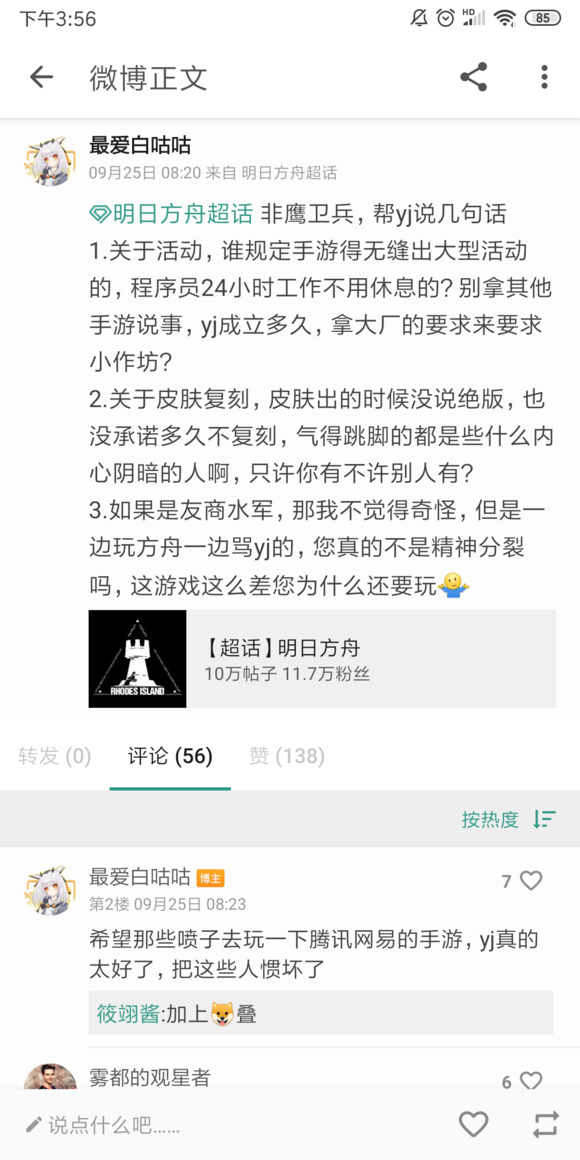 下午3:56
HD
85
微博正文
最爱白咕咕
09月25日 08:20 来自 明日方舟超话
明日方舟超话 非鹰卫兵，帮yj说几句话
1.关于活动，谁规定手游得无缝出大型活动
的，程序员24小时工作不用休息的？别拿其他
手游说事，yj成立多久，拿大厂的要求来要求
小作坊？
2.关于皮肤复刻，皮肤出的时候没说绝版，也
没承诺多久不复刻，气得跳脚的都是些什么内
心阴暗的人啊，只许你有不许别人有？
3.如果是友商水军，那我不觉得奇怪，但是一
边玩方舟一边骂yj的，您真的不是精神分裂
吗，这游戏这么差您为什么还要玩🤷
RHODES ISLAND
【超话】明日方舟
10万帖子 11.7万粉丝
转发 (0) 评论 (56) 赞 (138)
按热度
最爱白咕咕 博主
7
第2楼 09月25日 08:23
希望那些喷子去玩一下腾讯网易的手游，yj真的
太好了，把这些人惯坏了
筱翊酱:加上🐶叠
雾都的观星者
6
说点什么吧……